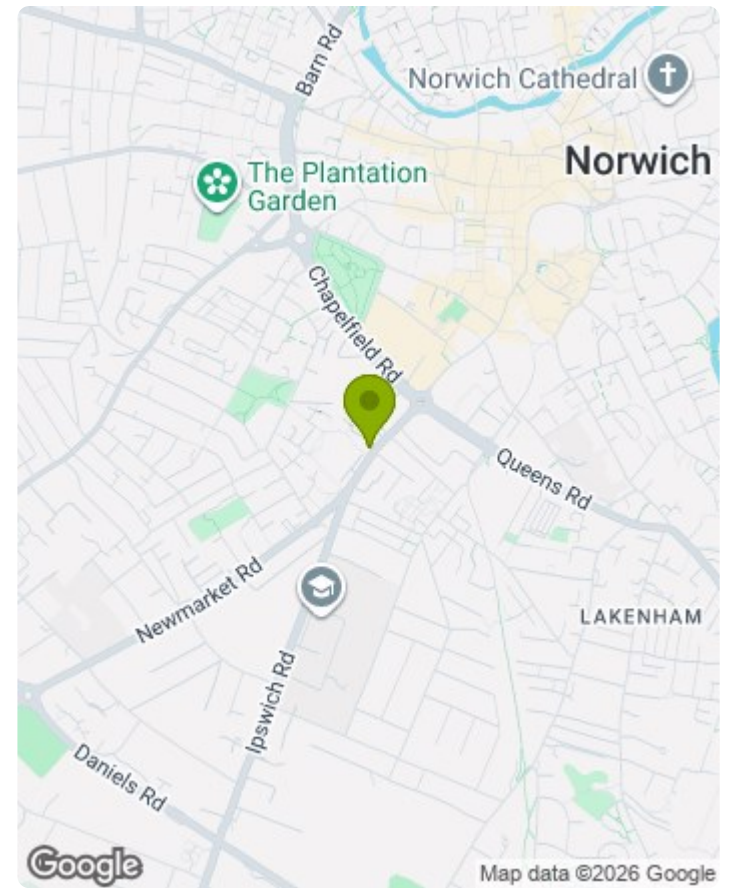 Barn Rd
Norwich Cathedral
Norwich
The Plantation
Garden
Chapelfield Rd
Queens Rd
Newmarket Rd
LAKENHAM
Ipswich Rd
Daniels Rd
Google
Map data ©2026 Google